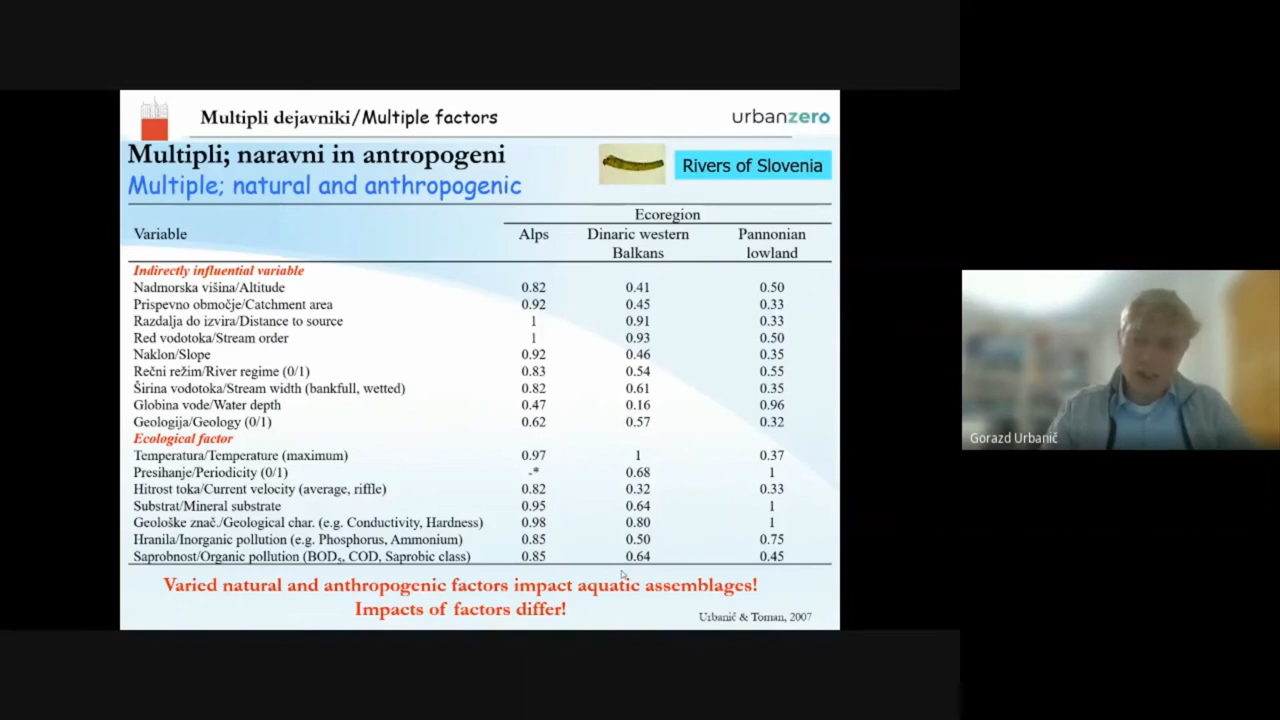 Multipli dejavniki/Multiple factors
urbanzero
Multipli; naravni in antropogeni
Multiple; natural and anthropogenic
Rivers of Slovenia
Ecoregion
Variable Alps Dinaric western Balkans Pannonian lowland
Indirectly influential variable
Nadmorska višina/Altitude 0.82 0.41 0.50
Prispevno območje/Catchment area 0.92 0.45 0.33
Razdalja do izvira/Distance to source 1 0.91 0.33
Red vodotoka/Stream order 1 0.93 0.50
Naklon/Slope 0.92 0.46 0.35
Rečni režim/River regime (0/1) 0.83 0.54 0.55
Širina vodotoka/Stream width (bankfull, wetted) 0.82 0.61 0.35
Globina vode/Water depth 0.47 0.16 0.96
Geologija/Geology (0/1) 0.62 0.57 0.32
Ecological factor
Temperatura/Temperature (maximum) 0.97 1 0.37
Presihanje/Periodicity (0/1) -* 0.68 1
Hitrost toka/Current velocity (average, riffle) 0.82 0.32 0.33
Substrat/Mineral substrate 0.95 0.64 1
Geološke znač./Geological char. (e.g. Conductivity, Hardness) 0.98 0.80 1
Hranila/Inorganic pollution (e.g. Phosphorus, Ammonium) 0.85 0.50 0.75
Saprobnost/Organic pollution (BOD₅, COD, Saprobic class) 0.85 0.64 0.45
Varied natural and anthropogenic factors impact aquatic assemblages!
Impacts of factors differ!
Urbanič & Toman, 2007
Gorazd Urbanič